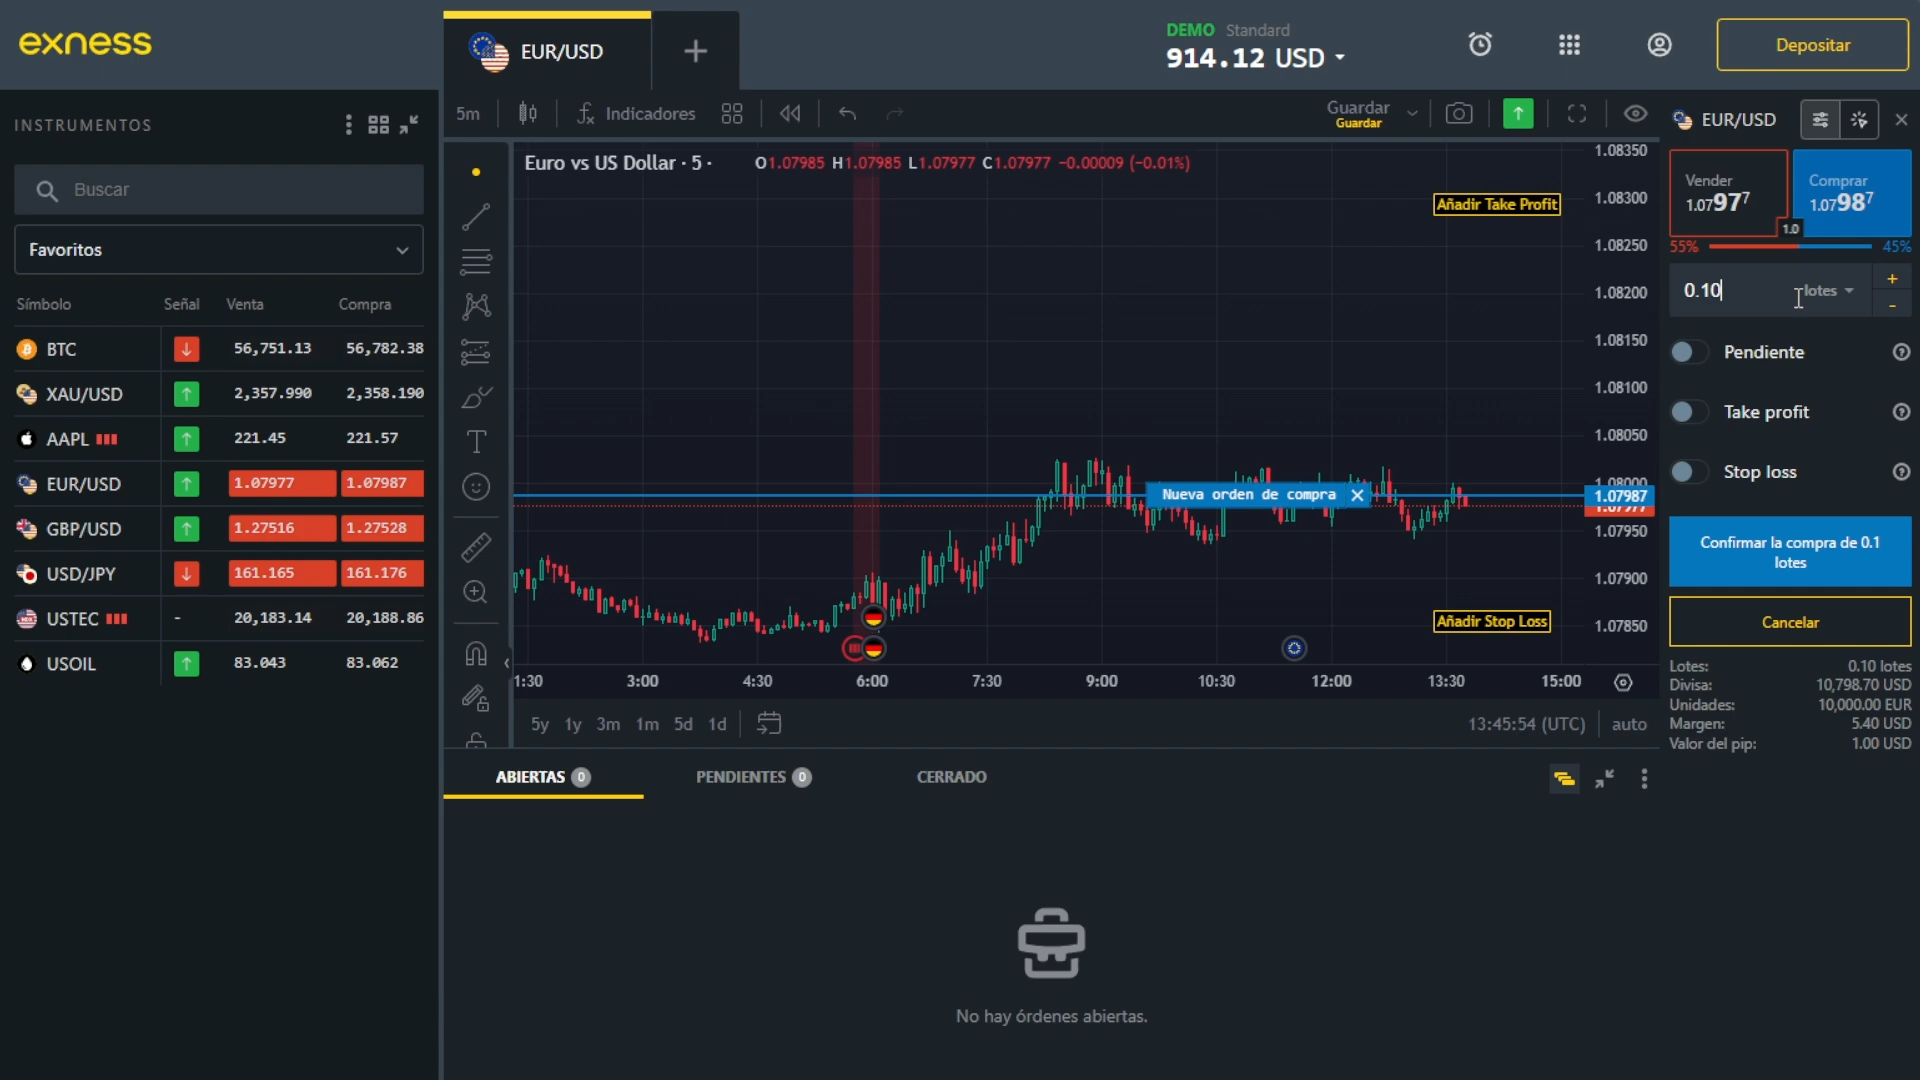 exness
EUR/USD
DEMO Standard
914.12 USD
Depositar
INSTRUMENTOS
Buscar
Favoritos
Símbolo Señal Venta Compra
BTC 56,751.13 56,782.38
XAU/USD 2,357.990 2,358.190
AAPL 221.45 221.57
EUR/USD 1.07977 1.07987
GBP/USD 1.27516 1.27528
USD/JPY 161.165 161.176
USTEC - 20,183.14 20,188.86
USOIL 83.043 83.062
5m Indicadores
Guardar
Guardar
Euro vs US Dollar · 5 · O1.07985 H1.07985 L1.07977 C1.07977 −0.00009 (−0.01%)
Añadir Take Profit
Nueva orden de compra
Añadir Stop Loss
1.08350
1.08300
1.08250
1.08200
1.08150
1.08100
1.08050
1.08000
1.07987
1.07977
1.07950
1.07900
1.07850
1:30 3:00 4:30 6:00 7:30 9:00 10:30 12:00 13:30 15:00
5y 1y 3m 1m 5d 1d
13:45:54 (UTC) auto
ABIERTAS 0 PENDIENTES 0 CERRADO
No hay órdenes abiertas.
EUR/USD
Vender
1.07977
Comprar
1.07987
1.0
55% 45%
0.10 lotes
+
-
Pendiente
Take profit
Stop loss
Confirmar la compra de 0.1
lotes
Cancelar
Lotes: 0.10 lotes
Divisa: 10,798.70 USD
Unidades: 10,000.00 EUR
Margen: 5.40 USD
Valor del pip: 1.00 USD